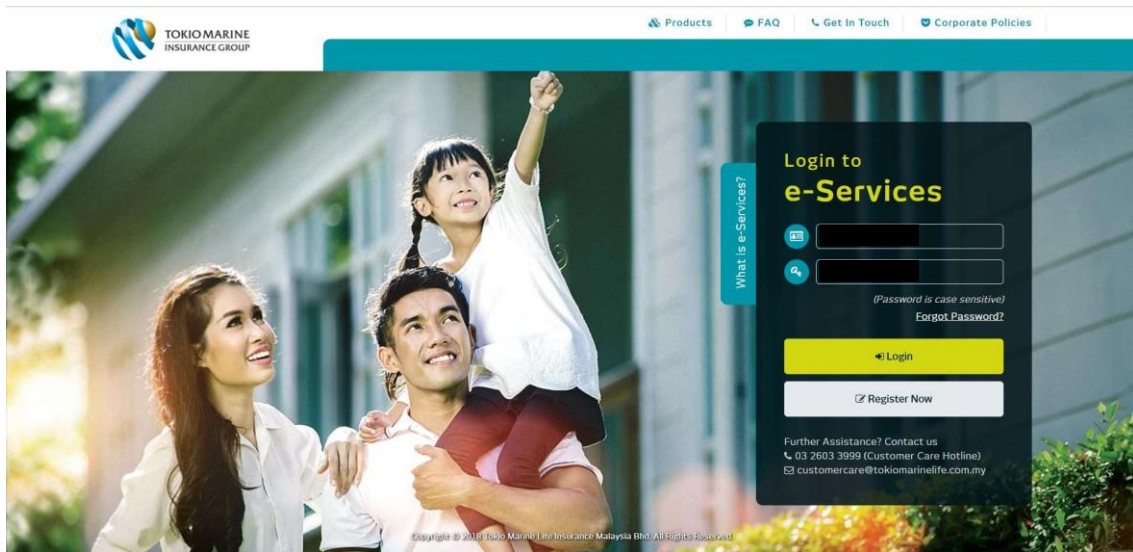 TOKIO MARINE
INSURANCE GROUP
Products
FAQ
Get In Touch
Corporate Policies
What is e-Services?
Login to
e-Services
(Password is case sensitive)
Forgot Password?
Login
Register Now
Further Assistance? Contact us
03 2603 3999 (Customer Care Hotline)
customercare@tokiomarinelife.com.my
Copyright © 2018 Tokio Marine Life Insurance Malaysia Bhd. All Rights Reserved.